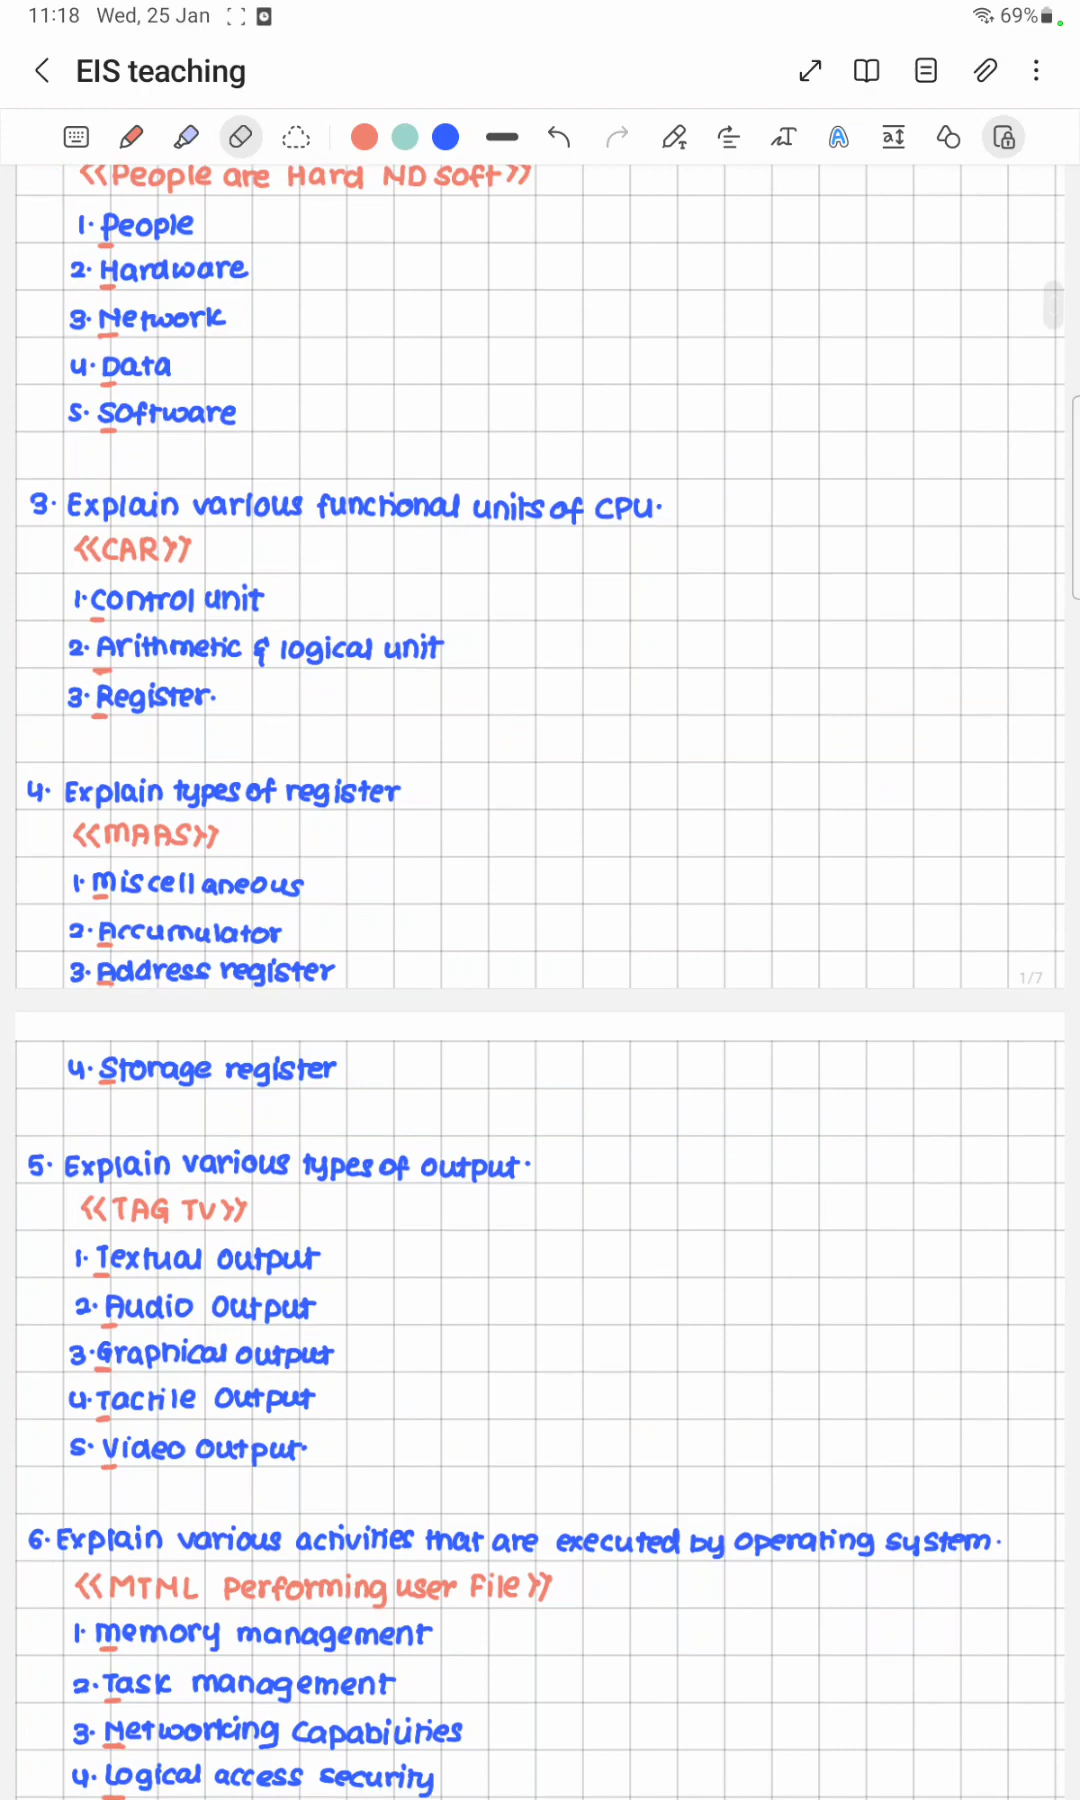 11:18 Wed, 25 Jan
69%
EIS teaching
<<People are Hard ND Soft>>
1. People
2. Hardware
3. Network
4. Data
5. Software
3. Explain various functional units of CPU.
<<CAR>>
1. Control unit
2. Arithmetic & logical unit
3. Register.
4. Explain types of register
<<MAAS>>
1. Miscellaneous
2. Accumulator
3. Address register
1/7
4. Storage register
5. Explain various types of output.
<<TAG TV>>
1. Textual output
2. Audio output
3. Graphical output
4. Tactile output
5. Video output.
6. Explain various activities that are executed by operating system.
<<MTNL Performing user File>>
1. Memory management
2. Task management
3. Networking capabilities
4. Logical access security